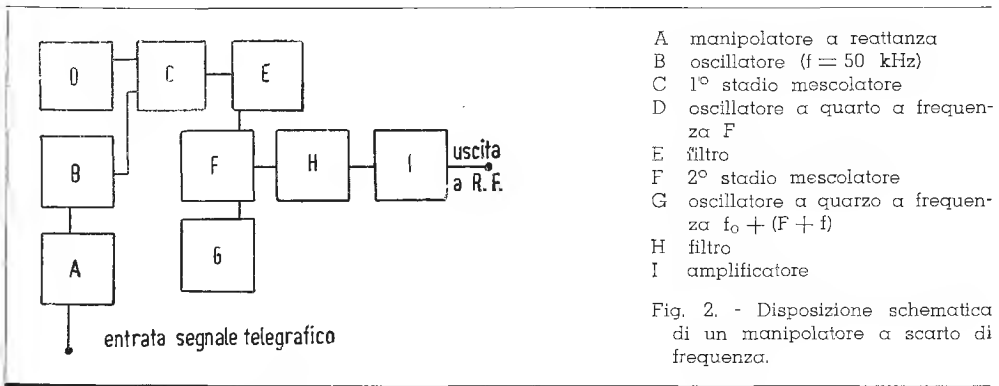 D
C
E
B
F
H
I
uscita
a R.F.
A
G
entrata segnale telegrafico
A manipolatore a reattanza
B oscillatore (f = 50 kHz)
C 1° stadio mescolatore
D oscillatore a quarto a frequen-
za F
E filtro
F 2° stadio mescolatore
G oscillatore a quarzo a frequen-
za f₀ + (F + f)
H filtro
I amplificatore
Fig. 2. - Disposizione schematica
di un manipolatore a scarto di
frequenza.